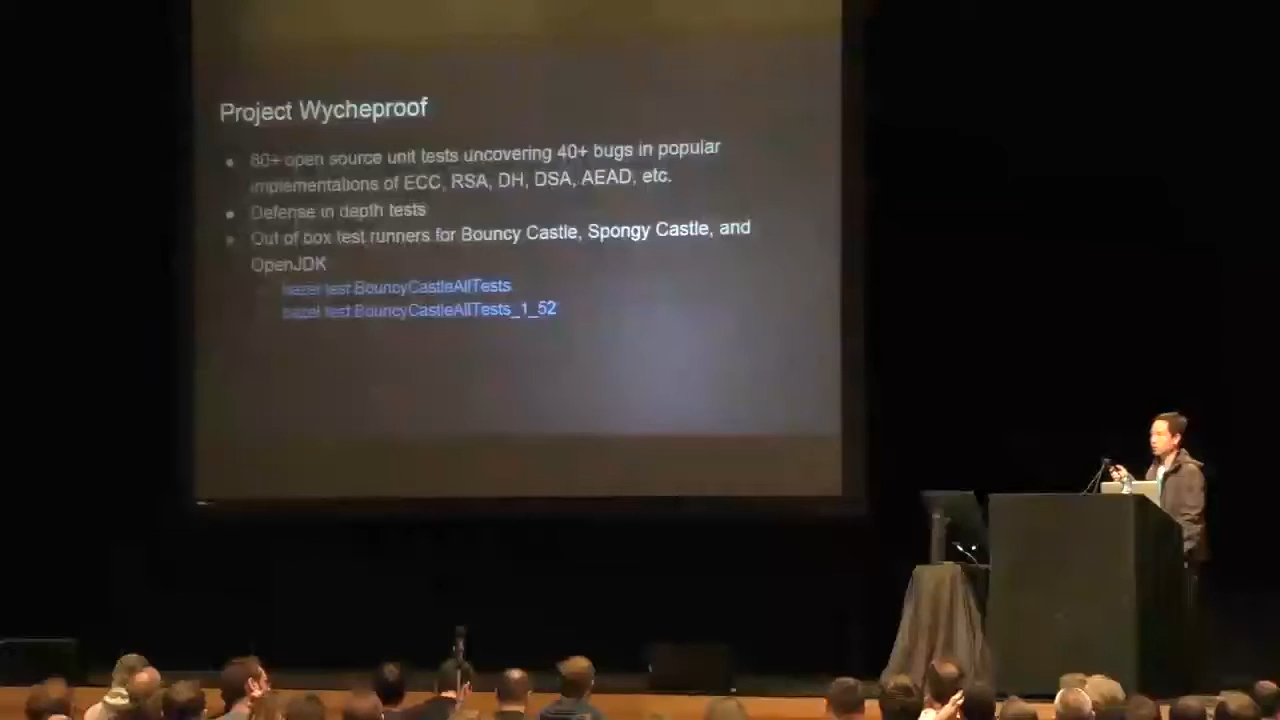 Project Wycheproof
80+ open source unit tests uncovering 40+ bugs in popular
implementations of ECC, RSA, DH, DSA, AEAD, etc.
Defense in depth tests
Out of box test runners for Bouncy Castle, Spongy Castle, and
OpenJDK
bazel test BouncyCastleAllTests
bazel test BouncyCastleAllTests_1_52